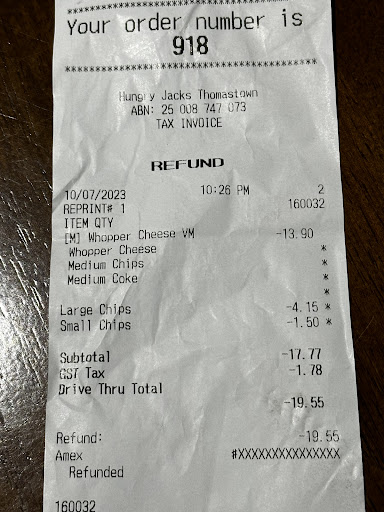 ************************************
Your order number is
918
************************************
Hungry Jacks Thomastown
ABN: 25 008 747 073
TAX INVOICE
REFUND
10/07/2023 10:26 PM 2
REPRINT# 1 160032
ITEM QTY
[M] Whopper Cheese VM -13.90
Whopper Cheese *
Medium Chips *
Medium Coke *
*
Large Chips -4.15 *
Small Chips -1.50 *
Subtotal -17.77
GST Tax -1.78
Drive Thru Total
-19.55
Refund: -19.55
Amex #XXXXXXXXXXXXXXX
Refunded
160032